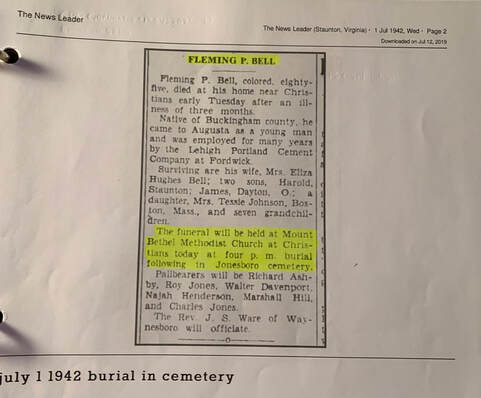 The News Leader
The News Leader (Staunton, Virginia) · 1 Jul 1942, Wed · Page 2
Downloaded on Jul 12, 2019
FLEMING P. BELL
Fleming P. Bell, colored, eighty-
five, died at his home near Chris-
tians early Tuesday after an ill-
ness of three months.
Native of Buckingham county, he
came to Augusta as a young man
and was employed for many years
by the Lehigh Portland Cement
Company at Fordwick.
Surviving are his wife, Mrs. Eliza
Hughes Bell; two sons, Harold,
Staunton; James, Dayton, O.; a
daughter, Mrs. Tessie Johnson, Bos-
ton, Mass., and seven grandchil-
dren.
The funeral will be held at Mount
Bethel Methodist Church at Chris-
tians today at four p. m. burial
following in Jonesboro cemetery.
Pallbearers will be Richard Ash-
by, Roy Jones, Walter Davenport,
Najah Henderson, Marshall Hill,
and Charles Jones.
The Rev. J. S. Ware of Way-
nesboro will officiate.
july 1 1942 burial in cemetery